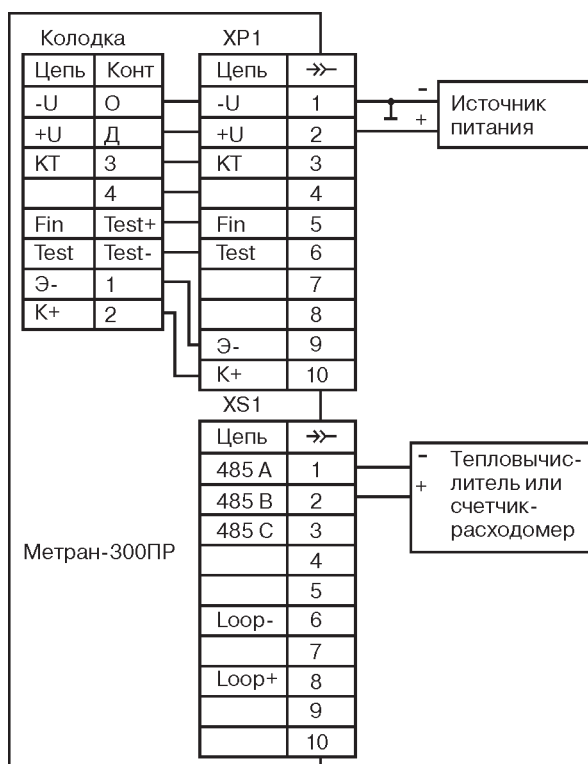 Колодка
Цепь Конт
-U О
+U Д
КТ 3
4
Fin Test+
Test Test-
Э- 1
К+ 2
XP1
Цепь
-U 1
+U 2
КТ 3
4
Fin 5
Test 6
7
8
Э- 9
К+ 10
-
+
Источник
питания
XS1
Цепь
485 A 1
485 B 2
485 C 3
4
5
Loop- 6
7
Loop+ 8
9
10
-
+
Тепловычис-
литель или
счетчик-
расходомер
Метран-300ПР